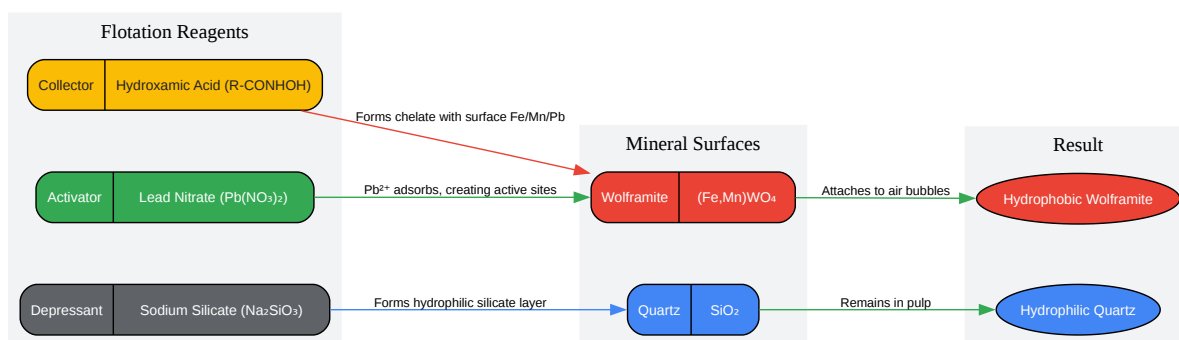 Flotation Reagents
Collector
Hydroxamic Acid (R-CONHOH)
Forms chelate with surface Fe/Mn/Pb
Mineral Surfaces
Result
Activator
Lead Nitrate (Pb(NO₃)₂)
Pb²⁺ adsorbs, creating active sites
Wolframite
(Fe,Mn)WO₄
Attaches to air bubbles
Hydrophobic Wolframite
Depressant
Sodium Silicate (Na₂SiO₃)
Forms hydrophilic silicate layer
Quartz
SiO₂
Remains in pulp
Hydrophilic Quartz